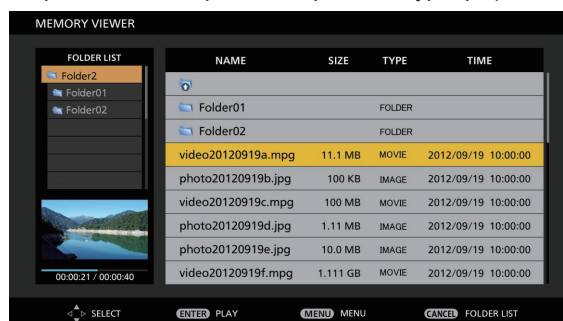 MEMORY VIEWER
FOLDER LIST
Folder2
Folder01
Folder02
00:00:21 / 00:00:40
NAME SIZE TYPE TIME
Folder01 FOLDER
Folder02 FOLDER
video20120919a.mpg 11.1 MB MOVIE 2012/09/19 10:00:00
photo20120919b.jpg 100 KB IMAGE 2012/09/19 10:00:00
video20120919c.mpg 100 MB MOVIE 2012/09/19 10:00:00
photo20120919d.jpg 1.11 MB IMAGE 2012/09/19 10:00:00
photo20120919e.jpg 10.0 MB IMAGE 2012/09/19 10:00:00
video20120919f.mpg 1.111 GB MOVIE 2012/09/19 10:00:00
SELECT ENTER PLAY MENU MENU CANCEL FOLDER LIST